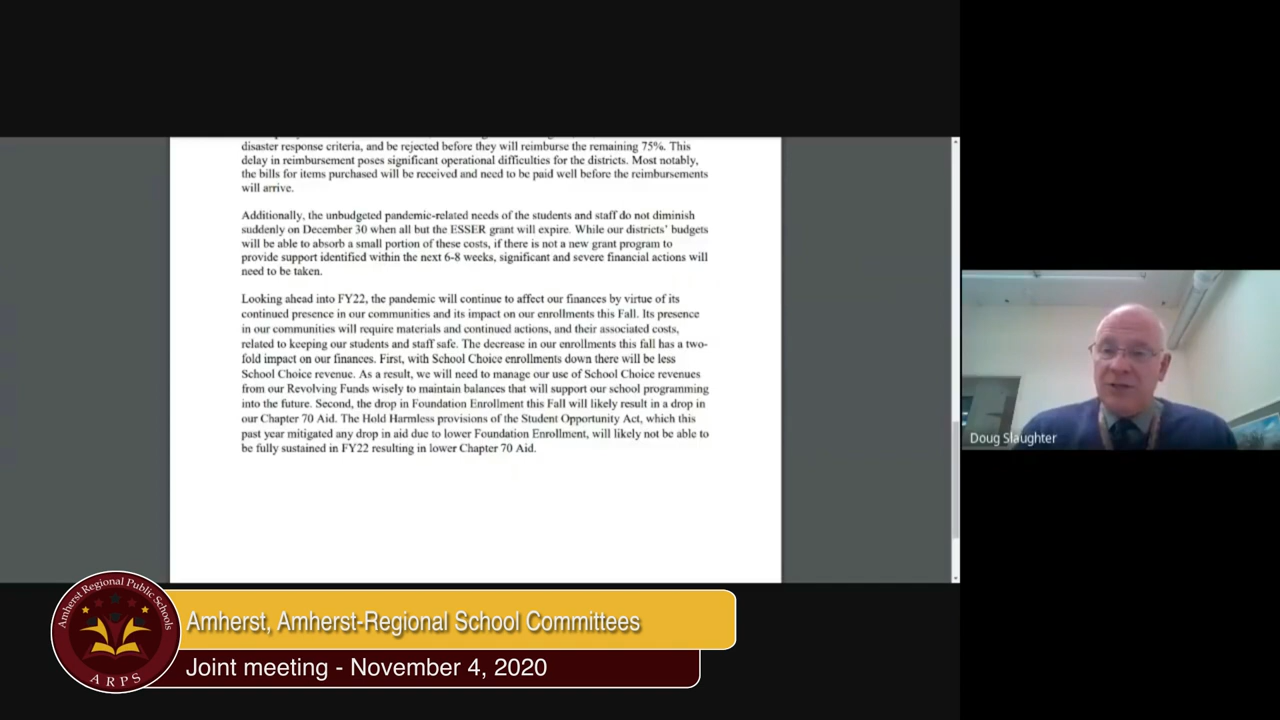 disaster response criteria, and be rejected before they will reimburse the remaining 75%. This
delay in reimbursement poses significant operational difficulties for the districts. Most notably,
the bills for items purchased will be received and need to be paid well before the reimbursements
will arrive.
Additionally, the unbudgeted pandemic-related needs of the students and staff do not diminish
suddenly on December 30 when all but the ESSER grant will expire. While our districts' budgets
will be able to absorb a small portion of these costs, if there is not a new grant program to
provide support identified within the next 6-8 weeks, significant and severe financial actions will
need to be taken.
Looking ahead into FY22, the pandemic will continue to affect our finances by virtue of its
continued presence in our communities and its impact on our enrollments this Fall. Its presence
in our communities will require materials and continued actions, and their associated costs,
related to keeping our students and staff safe. The decrease in our enrollments this fall has a two-
fold impact on our finances. First, with School Choice enrollments down there will be less
School Choice revenue. As a result, we will need to manage our use of School Choice revenues
from our Revolving Funds wisely to maintain balances that will support our school programming
into the future. Second, the drop in Foundation Enrollment this Fall will likely result in a drop in
our Chapter 70 Aid. The Hold Harmless provisions of the Student Opportunity Act, which this
past year mitigated any drop in aid due to lower Foundation Enrollment, will likely not be able to
be fully sustained in FY22 resulting in lower Chapter 70 Aid.
Doug Slaughter
Amherst Regional Public Schools
ARPS
Amherst, Amherst-Regional School Committees
Joint meeting - November 4, 2020